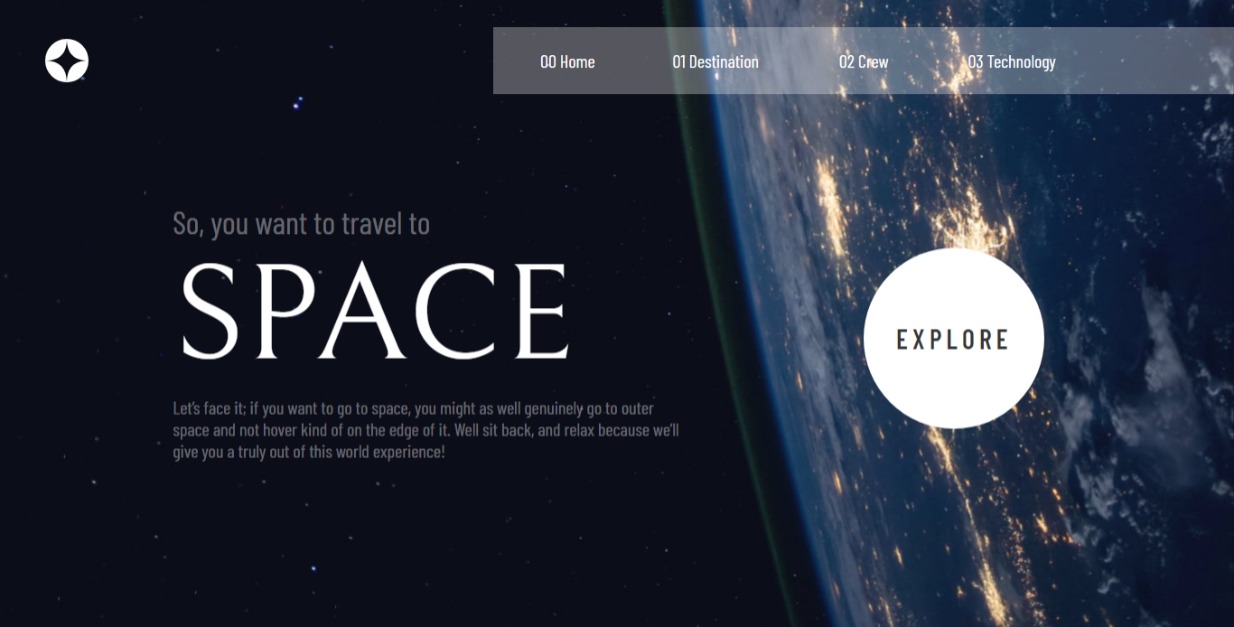 00 Home 01 Destination 02 Crew 03 Technology
So, you want to travel to
SPACE
Let's face it; if you want to go to space, you might as well genuinely go to outer
space and not hover kind of on the edge of it. Well sit back, and relax because we'll
give you a truly out of this world experience!
EXPLORE